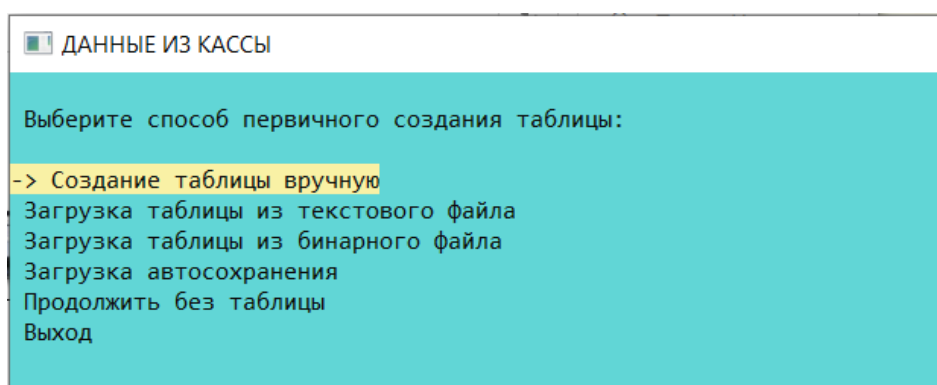 ДАННЫЕ ИЗ КАССЫ
Выберите способ первичного создания таблицы:
-> Создание таблицы вручную
Загрузка таблицы из текстового файла
Загрузка таблицы из бинарного файла
Загрузка автосохранения
Продолжить без таблицы
Выход